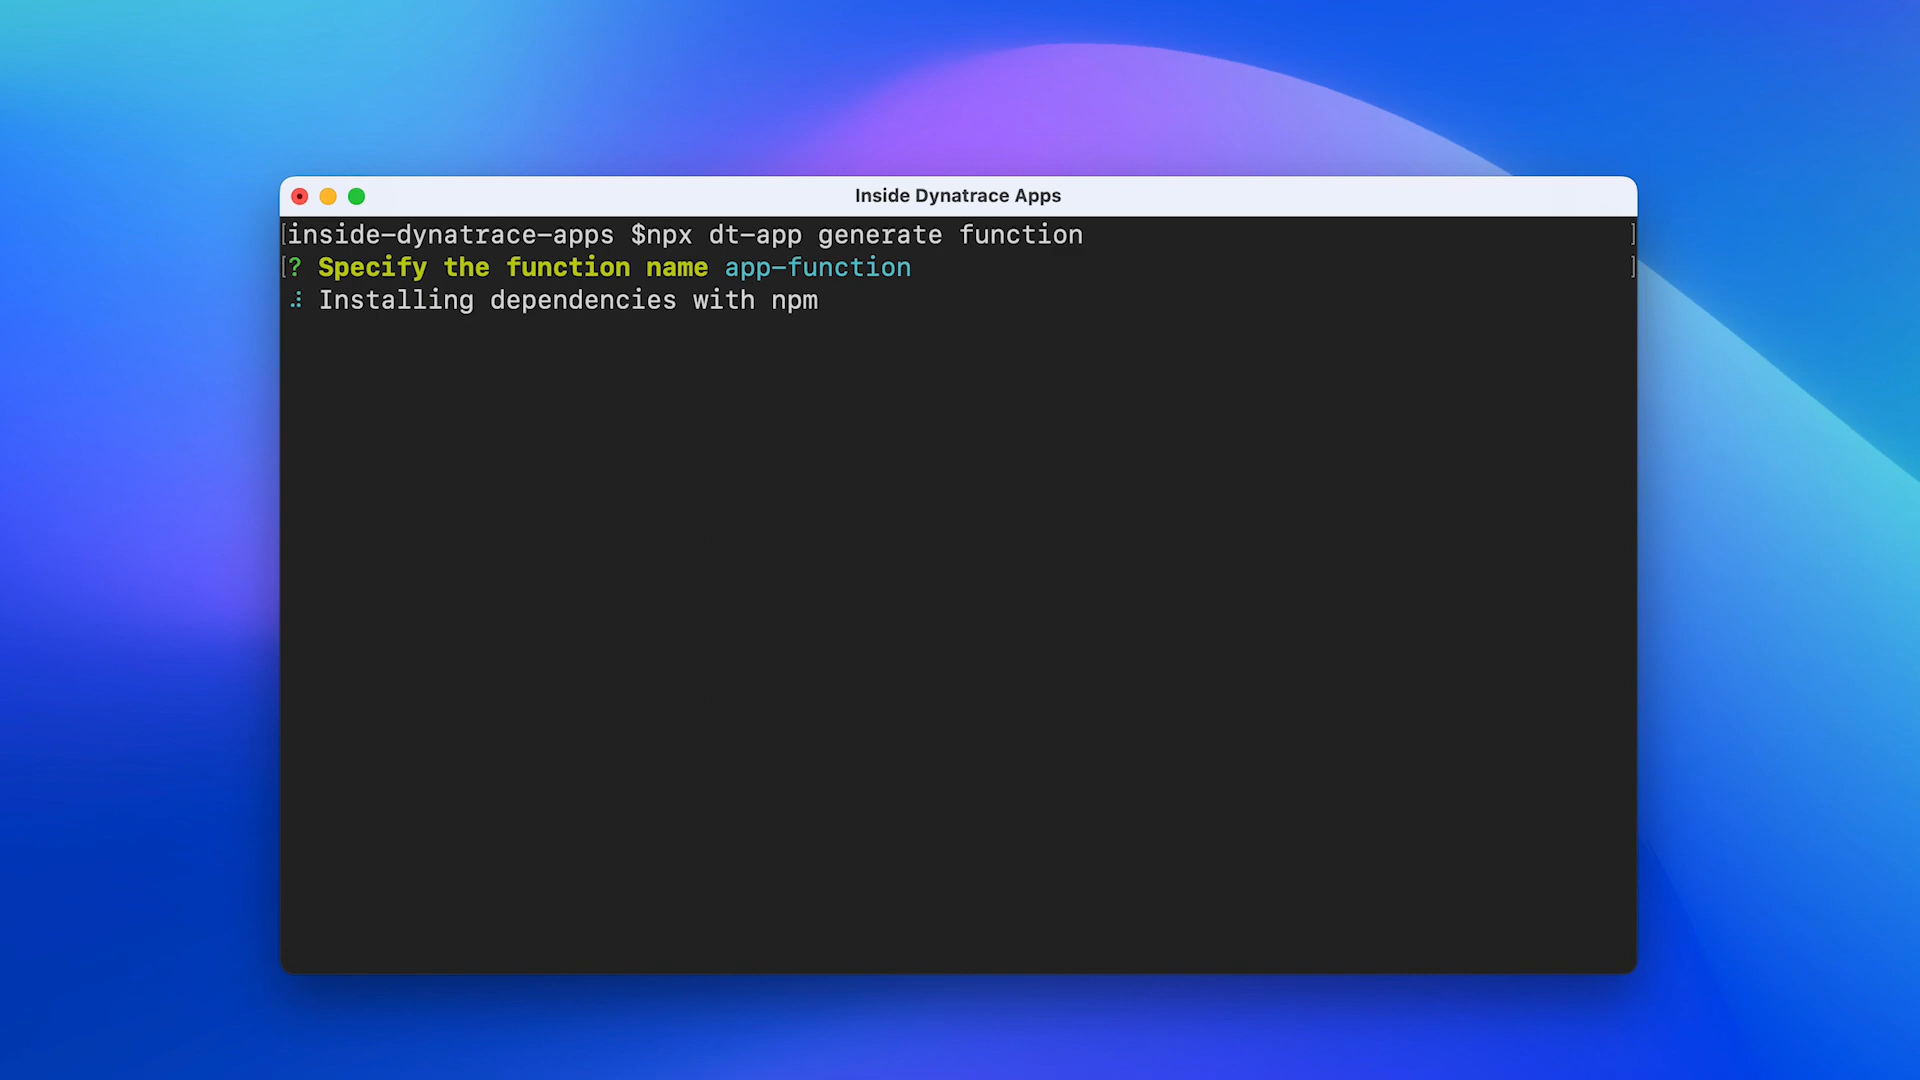 Inside Dynatrace Apps
[inside-dynatrace-apps $npx dt-app generate function ]
[? Specify the function name app-function ]
⠼ Installing dependencies with npm